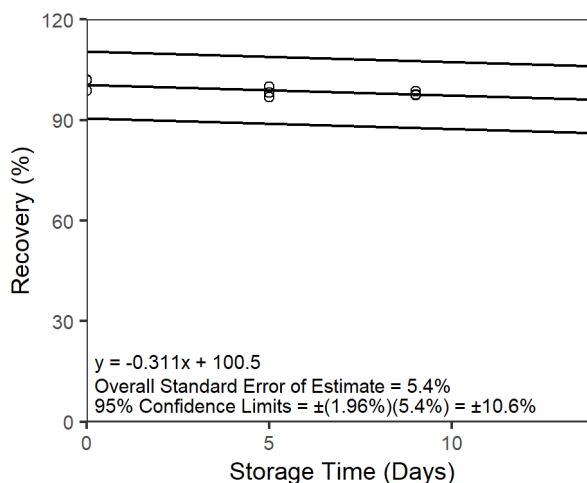 120
90
60
30
0
Recovery (%)
y = -0.311x + 100.5
Overall Standard Error of Estimate = 5.4%
95% Confidence Limits = ±(1.96%)(5.4%) = ±10.6%
0 5 10
Storage Time (Days)